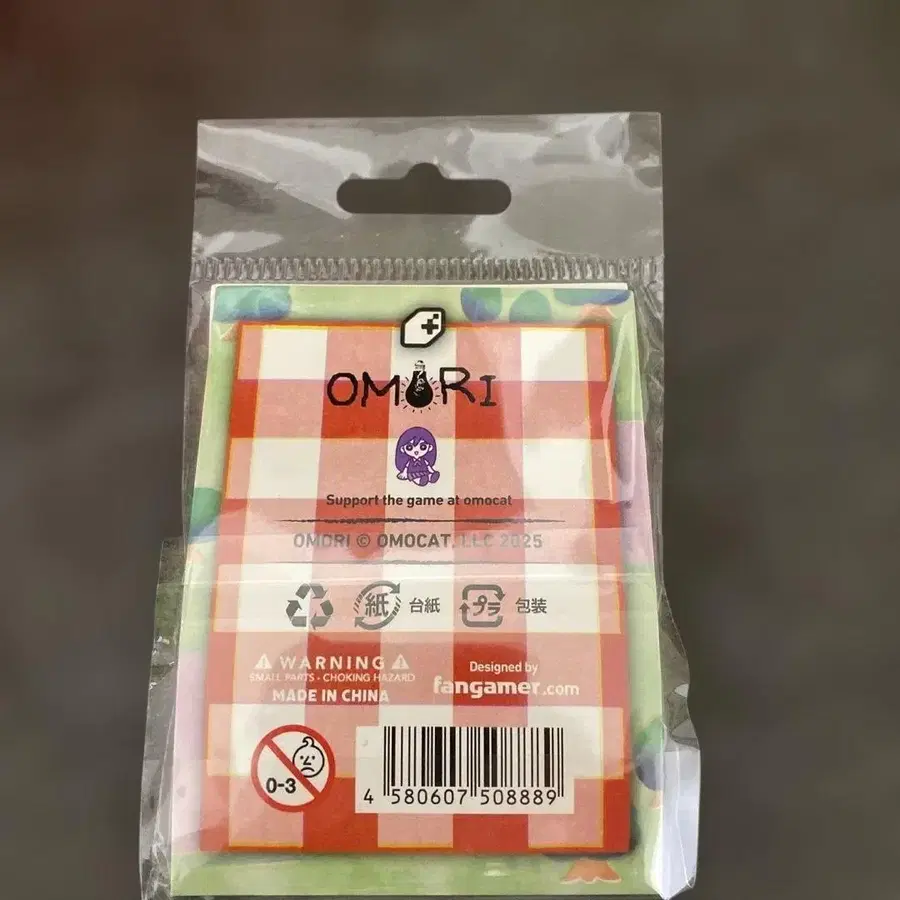 OMORI
Support the game at omocat
OMORI © OMOCAT, LLC 2025
紙 台紙 プラ 包装
WARNING
SMALL PARTS - CHOKING HAZARD
MADE IN CHINA
Designed by
fangamer.com
0-3
4 580607 508889